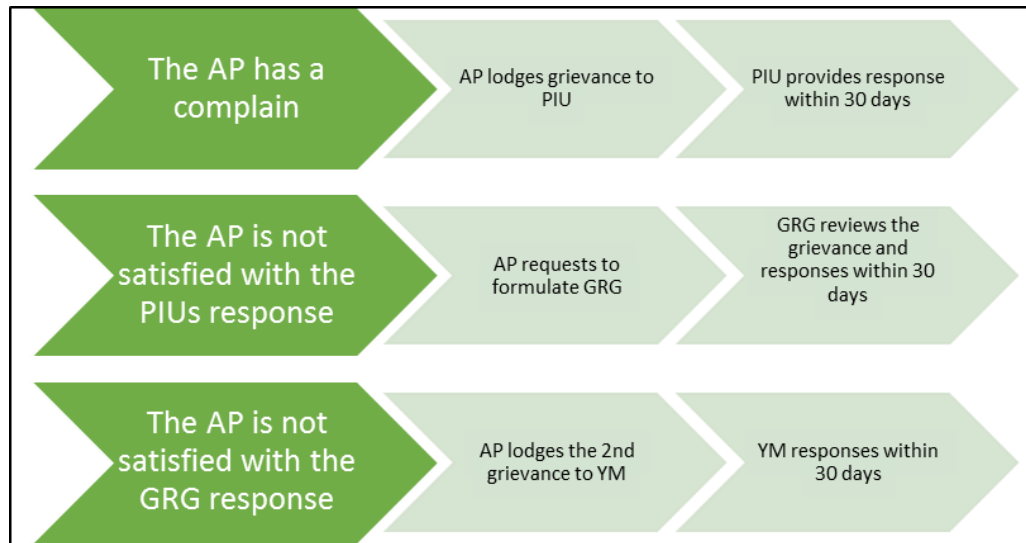 The AP has a
complain
AP lodges grievance to
PIU
PIU provides response
within 30 days
The AP is not
satisfied with the
PIUs response
AP requests to
formulate GRG
GRG reviews the
grievance and
responses within 30
days
The AP is not
satisfied with the
GRG response
AP lodges the 2nd
grievance to YM
YM responses within
30 days